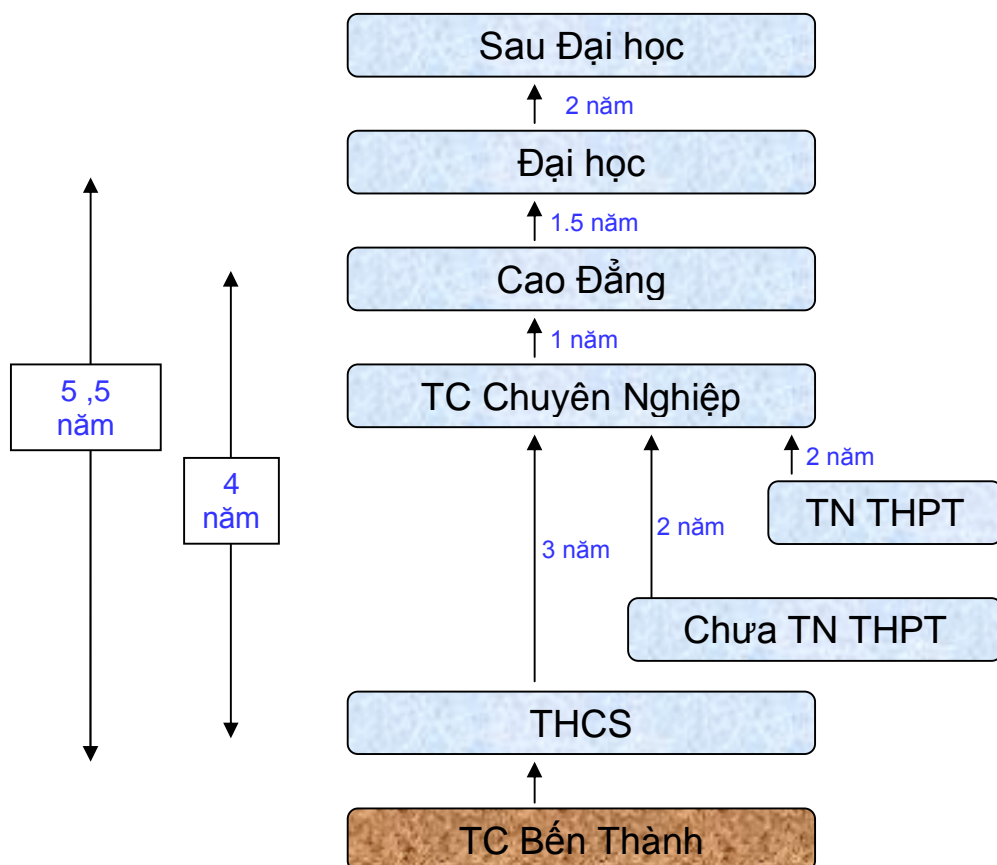 Sau Đại học
2 năm
Đại học
1.5 năm
Cao Đẳng
1 năm
5 ,5
năm
TC Chuyên Nghiệp
4
năm
2 năm
TN THPT
2 năm
3 năm
Chưa TN THPT
THCS
TC Bến Thành